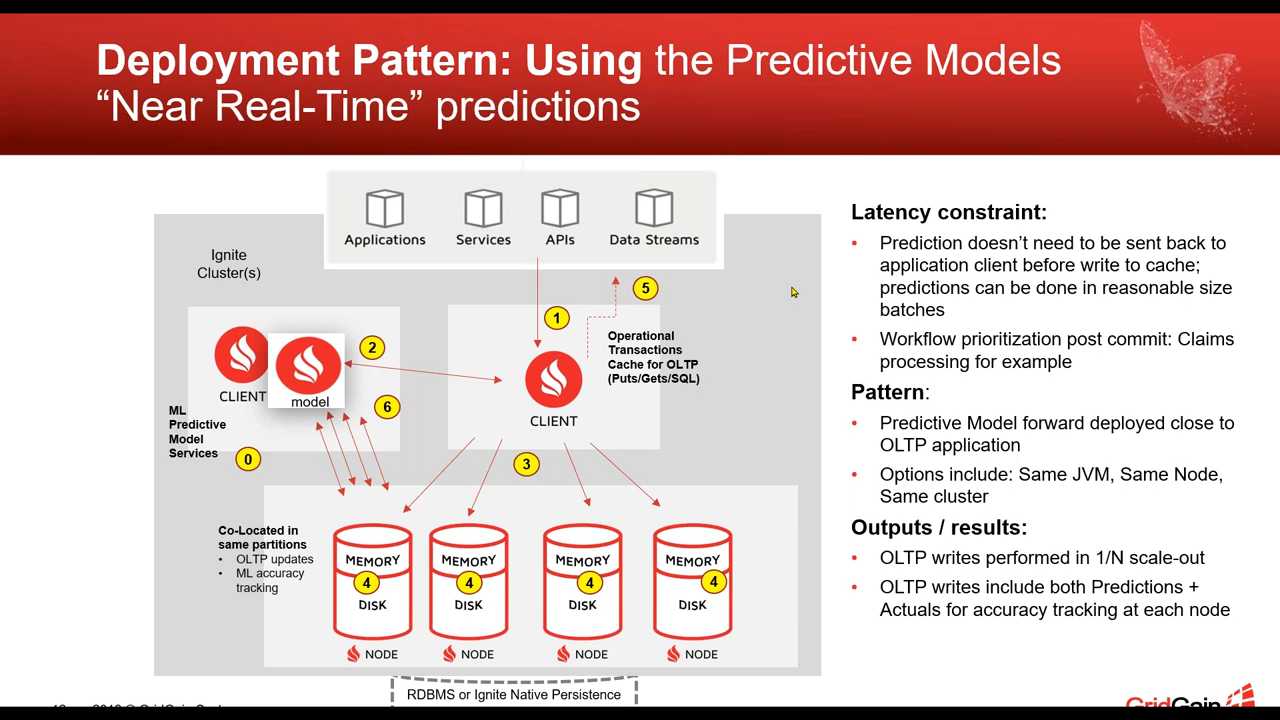 Deployment Pattern: Using the Predictive Models
“Near Real-Time” predictions
Applications
Services
APIs
Data Streams
Ignite
Cluster(s)
5
1
Operational
Transactions
Cache for OLTP
(Puts/Gets/SQL)
2
CLIENT
model
6
CLIENT
ML
Predictive
Model
Services
0
3
Co-Located in
same partitions
• OLTP updates
• ML accuracy
tracking
MEMORY
MEMORY
MEMORY
MEMORY
4
4
4
4
DISK
DISK
DISK
DISK
NODE
NODE
NODE
NODE
RDBMS or Ignite Native Persistence
Latency constraint:
• Prediction doesn’t need to be sent back to
application client before write to cache;
predictions can be done in reasonable size
batches
• Workflow prioritization post commit: Claims
processing for example
Pattern:
• Predictive Model forward deployed close to
OLTP application
• Options include: Same JVM, Same Node,
Same cluster
Outputs / results:
• OLTP writes performed in 1/N scale-out
• OLTP writes include both Predictions +
Actuals for accuracy tracking at each node
GridGain